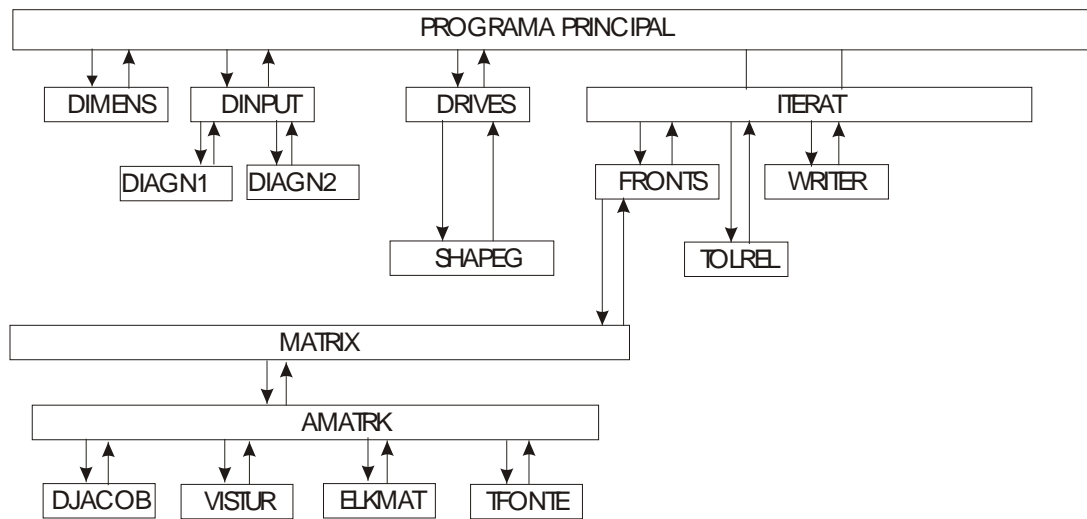 PROGRAMA PRINCIPAL
DIMENS
DINPUT
DRIVES
ITERAT
DIAGN1
DIAGN2
FRONTS
WRITER
SHAPEG
TOLREL
MATRIX
AMATRK
DJACOB
VISTUR
ELKMAT
TFONTE